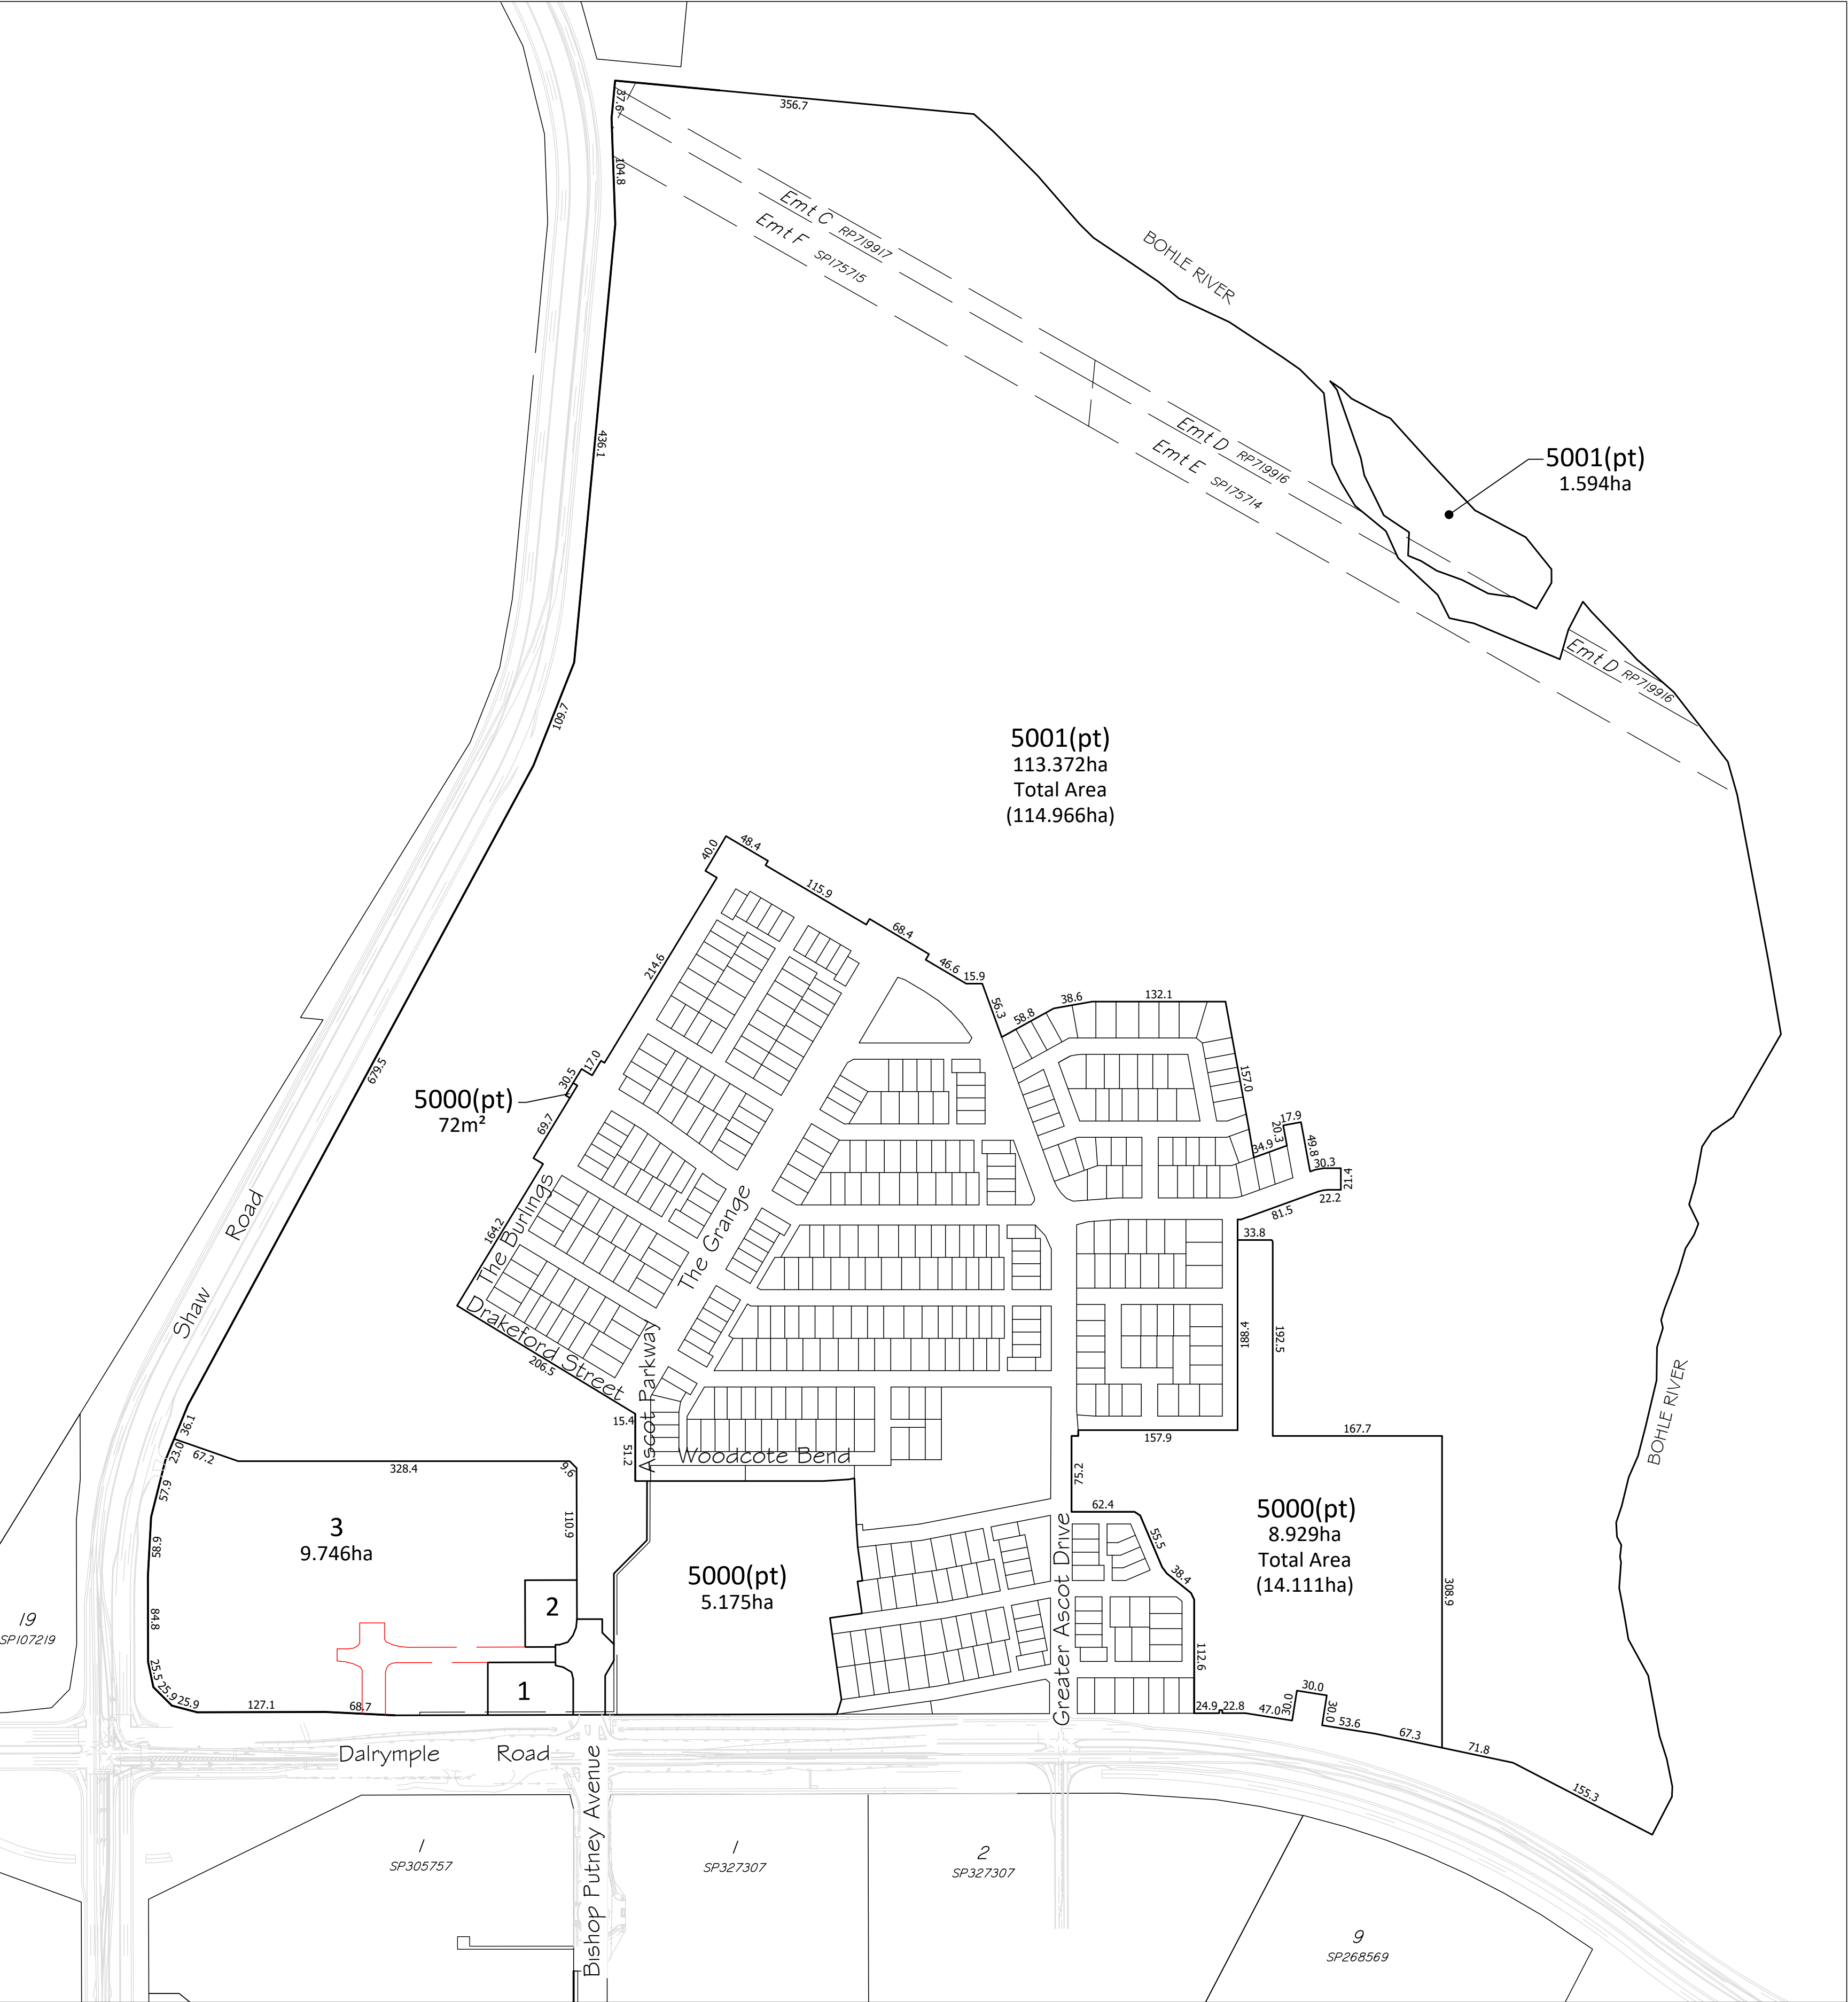 356.7
37.6
104.8
Emt C RP719917
Emt F SP175715
BOHLE RIVER
436.1
Emt D RP719916
Emt E SP175714
5001(pt)
1.594ha
Emt D RP719916
109.7
5001(pt)
113.372ha
Total Area
(114.966ha)
40.0
48.4
115.9
68.4
46.6
15.9
214.6
56.3
58.8
38.6
132.1
679.5
30.5
17.0
157.0
5000(pt)
72m²
69.7
17.9
20.3
34.9
49.8
30.3
21.4
22.2
81.5
164.2
The Burlings
The Grange
33.8
Shaw Road
Drakeford Street
206.5
Ascot Parkway
188.4
192.5
BOHLE RIVER
36.1
23.0
67.2
15.4
51.2
Woodcote Bend
157.9
167.7
328.4
9.6
57.9
75.2
110.9
62.4
3
9.746ha
58.9
5000(pt)
5.175ha
Greater Ascot Drive
55.5
38.4
5000(pt)
8.929ha
Total Area
(14.111ha)
308.9
2
19
SP107219
84.8
112.6
25.5
25.9
25.9
127.1
68.7
1
24.9
22.8
47.0
30.0
30.0
30.0
53.6
67.3
71.8
155.3
Dalrymple Road
Bishop Putney Avenue
1
SP305757
1
SP327307
2
SP327307
9
SP268569